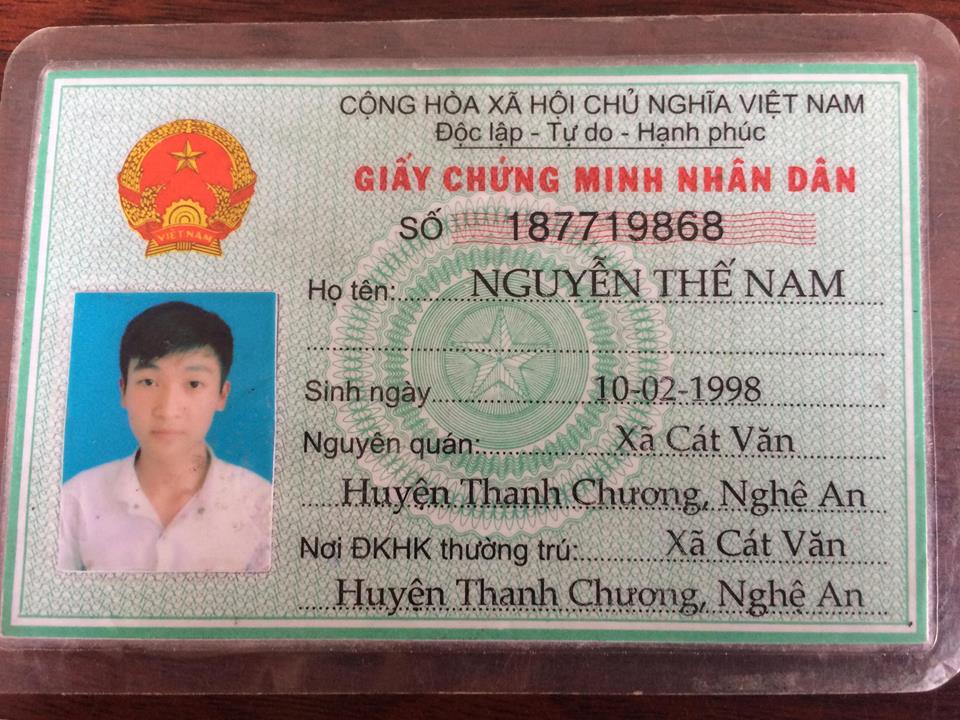 CỘNG HÒA XÃ HỘI CHỦ NGHĨA VIỆT NAM
Độc lập - Tự do - Hạnh phúc
GIẤY CHỨNG MINH NHÂN DÂN
SỐ 187719868
Họ tên: NGUYỄN THẾ NAM
Sinh ngày 10-02-1998
Nguyên quán: Xã Cát Văn
Huyện Thanh Chương, Nghệ An
Nơi ĐKHK thường trú: Xã Cát Văn
Huyện Thanh Chương, Nghệ An
VIỆT NAM